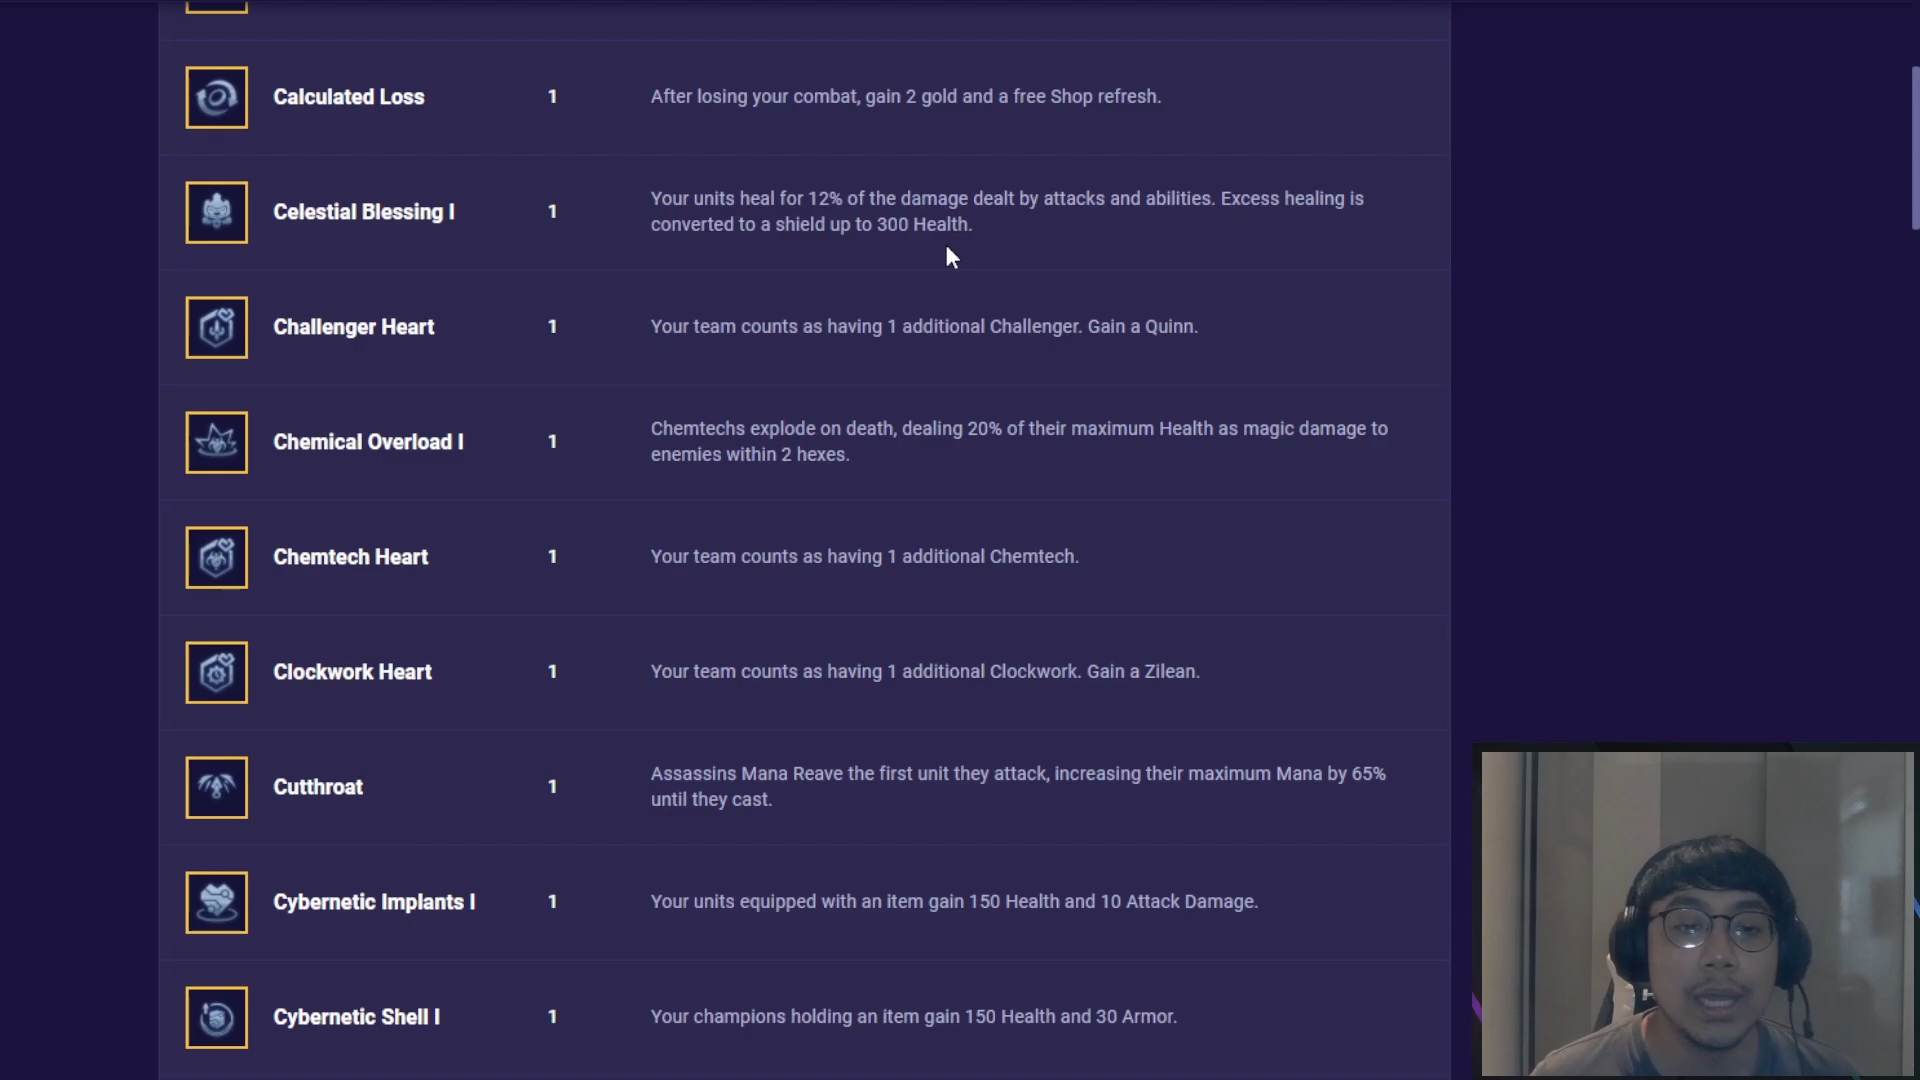 Calculated Loss 1 After losing your combat, gain 2 gold and a free Shop refresh.
Celestial Blessing I 1 Your units heal for 12% of the damage dealt by attacks and abilities. Excess healing is
converted to a shield up to 300 Health.
Challenger Heart 1 Your team counts as having 1 additional Challenger. Gain a Quinn.
Chemical Overload I 1 Chemtechs explode on death, dealing 20% of their maximum Health as magic damage to
enemies within 2 hexes.
Chemtech Heart 1 Your team counts as having 1 additional Chemtech.
Clockwork Heart 1 Your team counts as having 1 additional Clockwork. Gain a Zilean.
Cutthroat 1 Assassins Mana Reave the first unit they attack, increasing their maximum Mana by 65%
until they cast.
Cybernetic Implants I 1 Your units equipped with an item gain 150 Health and 10 Attack Damage.
Cybernetic Shell I 1 Your champions holding an item gain 150 Health and 30 Armor.